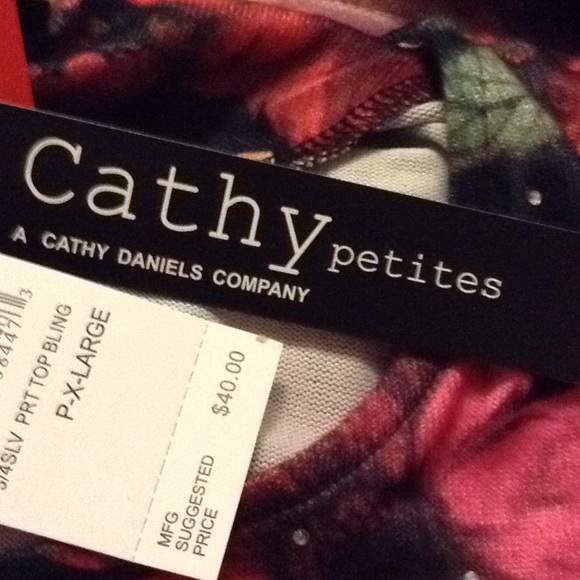 Cathy petites
A CATHY DANIELS COMPANY
3/4SLV PRT TOP BLING
P-X-LARGE
MFG
SUGGESTED
PRICE
$40.00